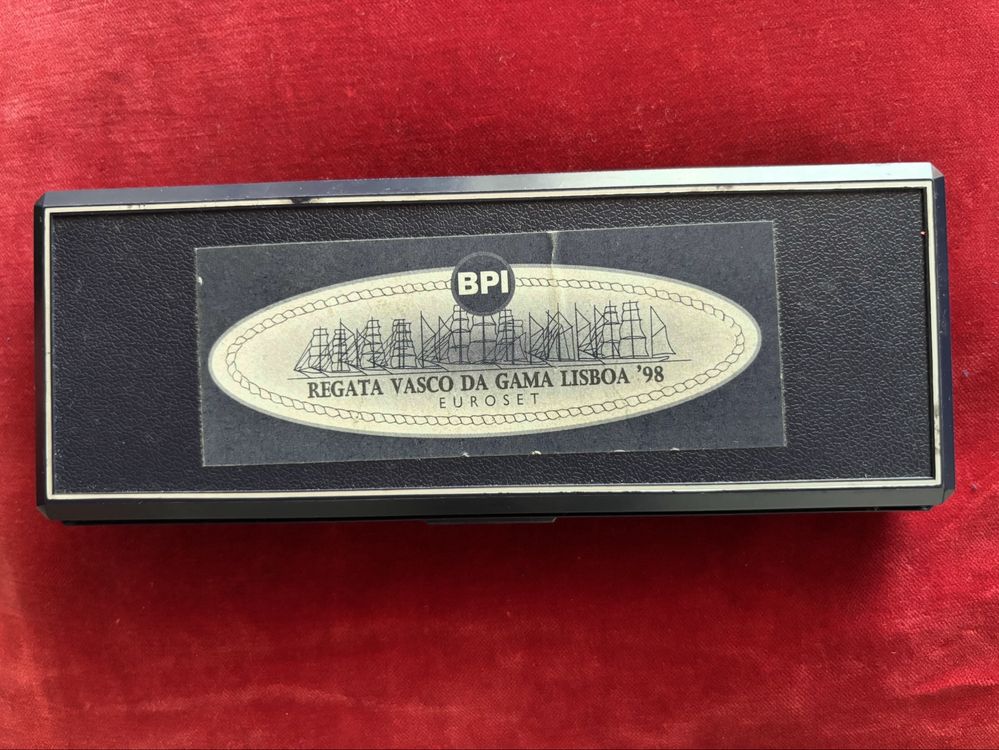 BPI
REGATA VASCO DA GAMA LISBOA '98
EUROSET